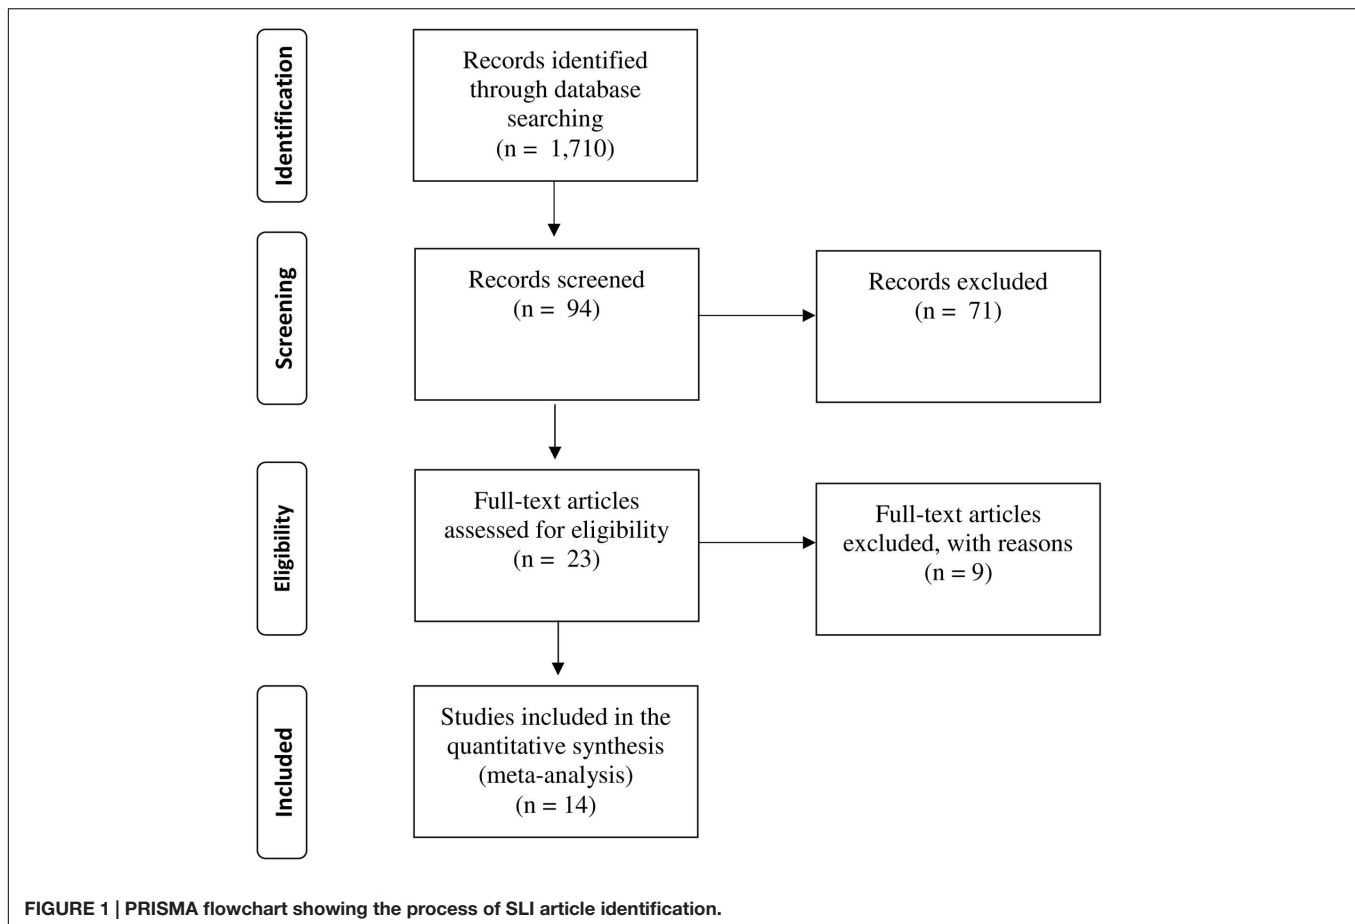 Identification
Records identified
through database
searching
(n = 1,710)
Screening
Records screened
(n = 94)
Records excluded
(n = 71)
Eligibility
Full-text articles
assessed for eligibility
(n = 23)
Full-text articles
excluded, with reasons
(n = 9)
Included
Studies included in the
quantitative synthesis
(meta-analysis)
(n = 14)
FIGURE 1 | PRISMA flowchart showing the process of SLI article identification.